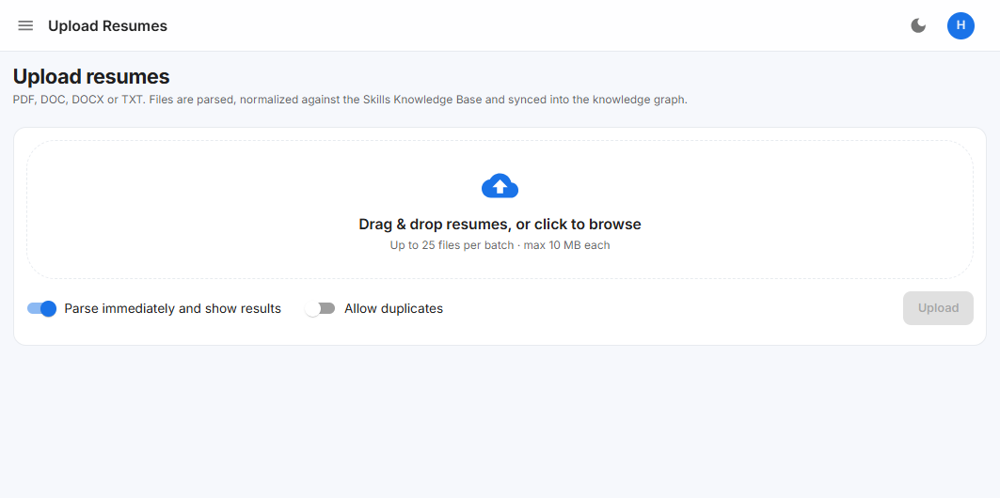 Upload Resumes
H
Upload resumes
PDF, DOC, DOCX or TXT. Files are parsed, normalized against the Skills Knowledge Base and synced into the knowledge graph.
Drag & drop resumes, or click to browse
Up to 25 files per batch · max 10 MB each
Parse immediately and show results
Allow duplicates
Upload